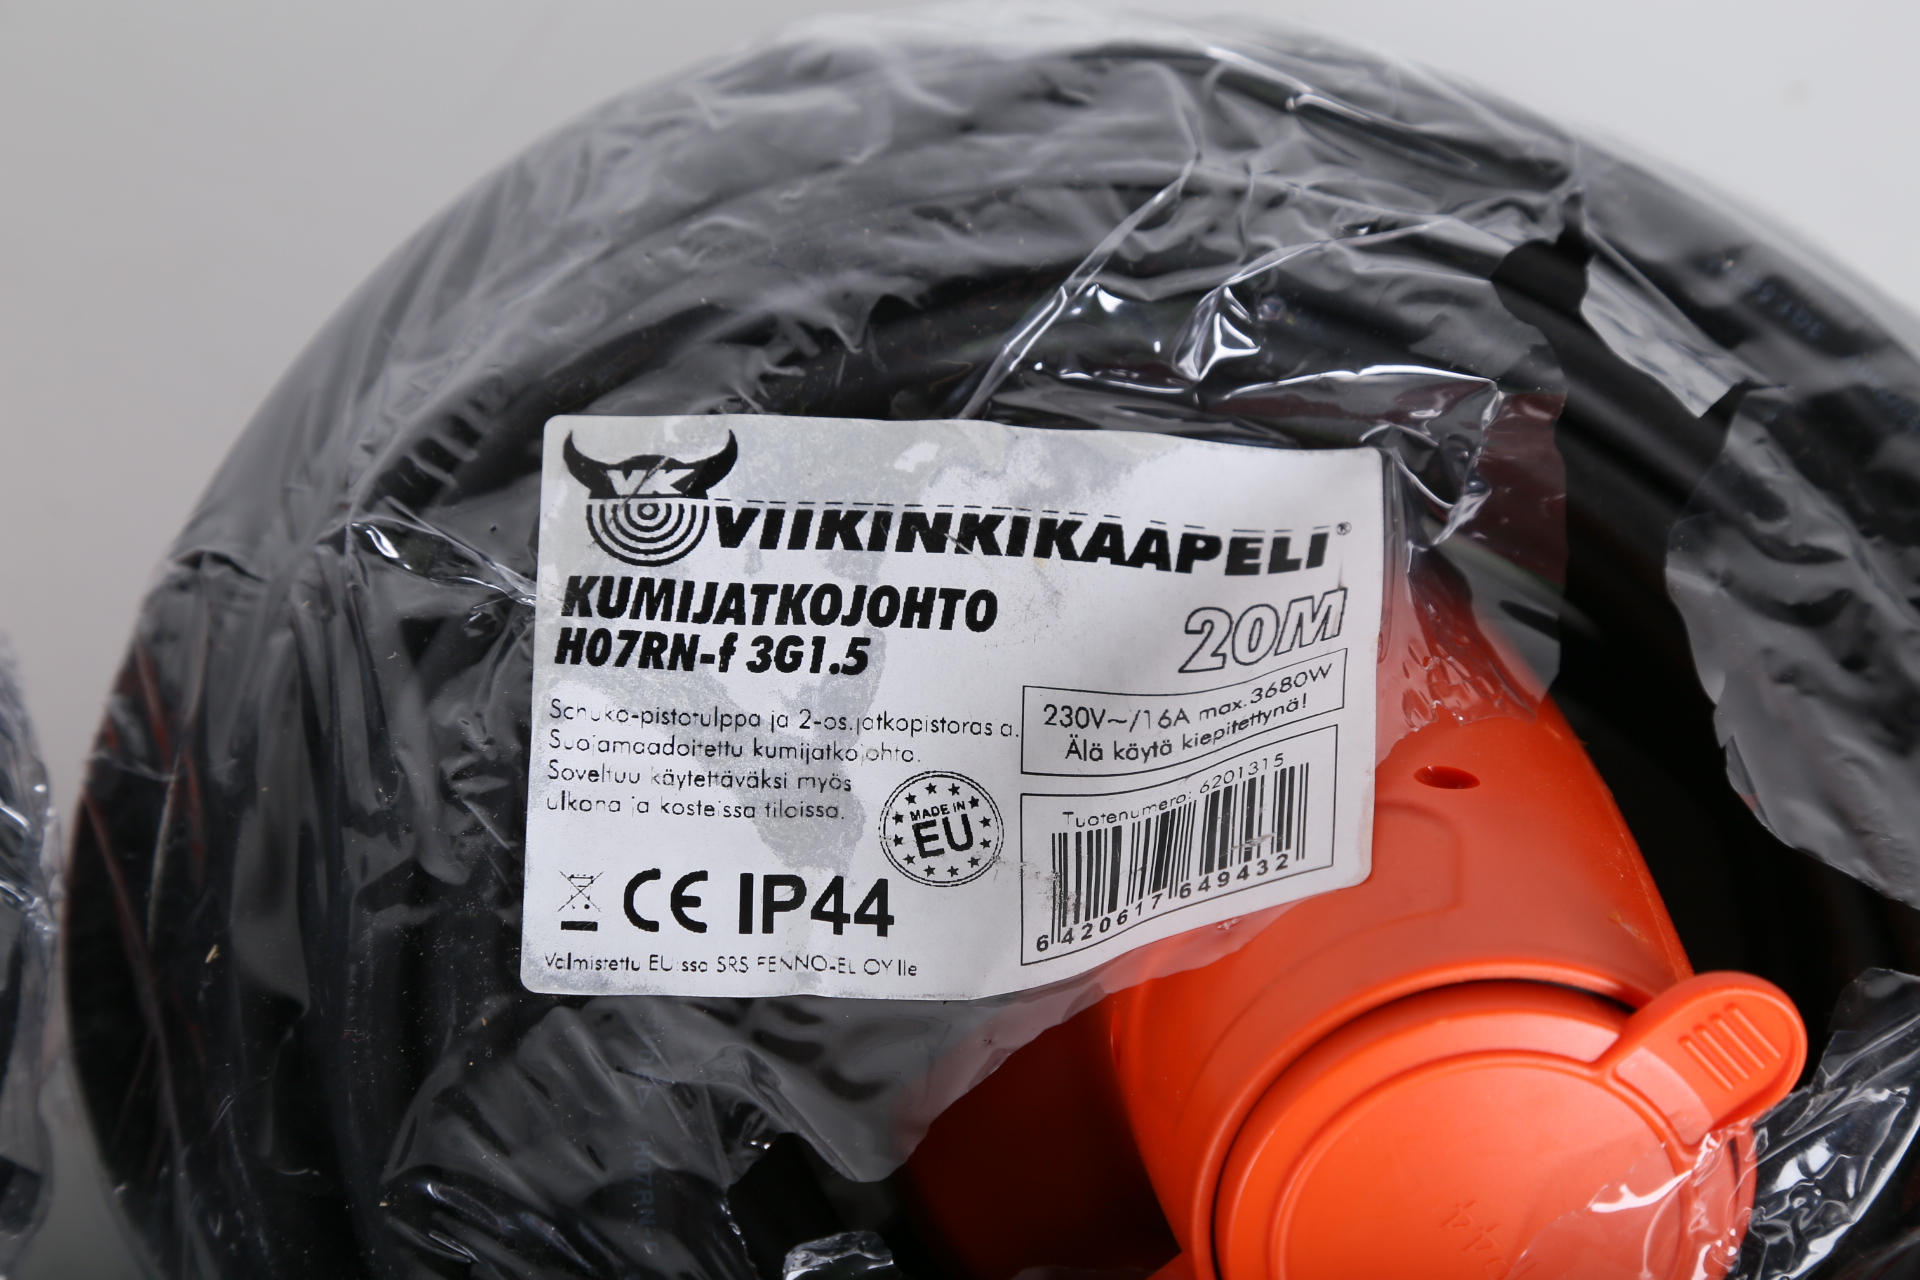 VK
VIIKINKIKAAPELI®
KUMIJATKOJOHTO
H07RN-f 3G1.5
20M
Schuko-pistotulppa ja 2-os.jatkopistorasia.
Suojamaadoitettu kumijatkojohto.
Soveltuu käytettäväksi myös
ulkona ja kosteissa tiloissa.
230V~/16A max.3680W
Älä käytä kiepitettynä!
MADE IN
EU
Tuotenumero: 6201315
6 420617 649432
CE IP44
Valmistettu EU:ssa SRS FENNO-EL OY:lle
H07RN